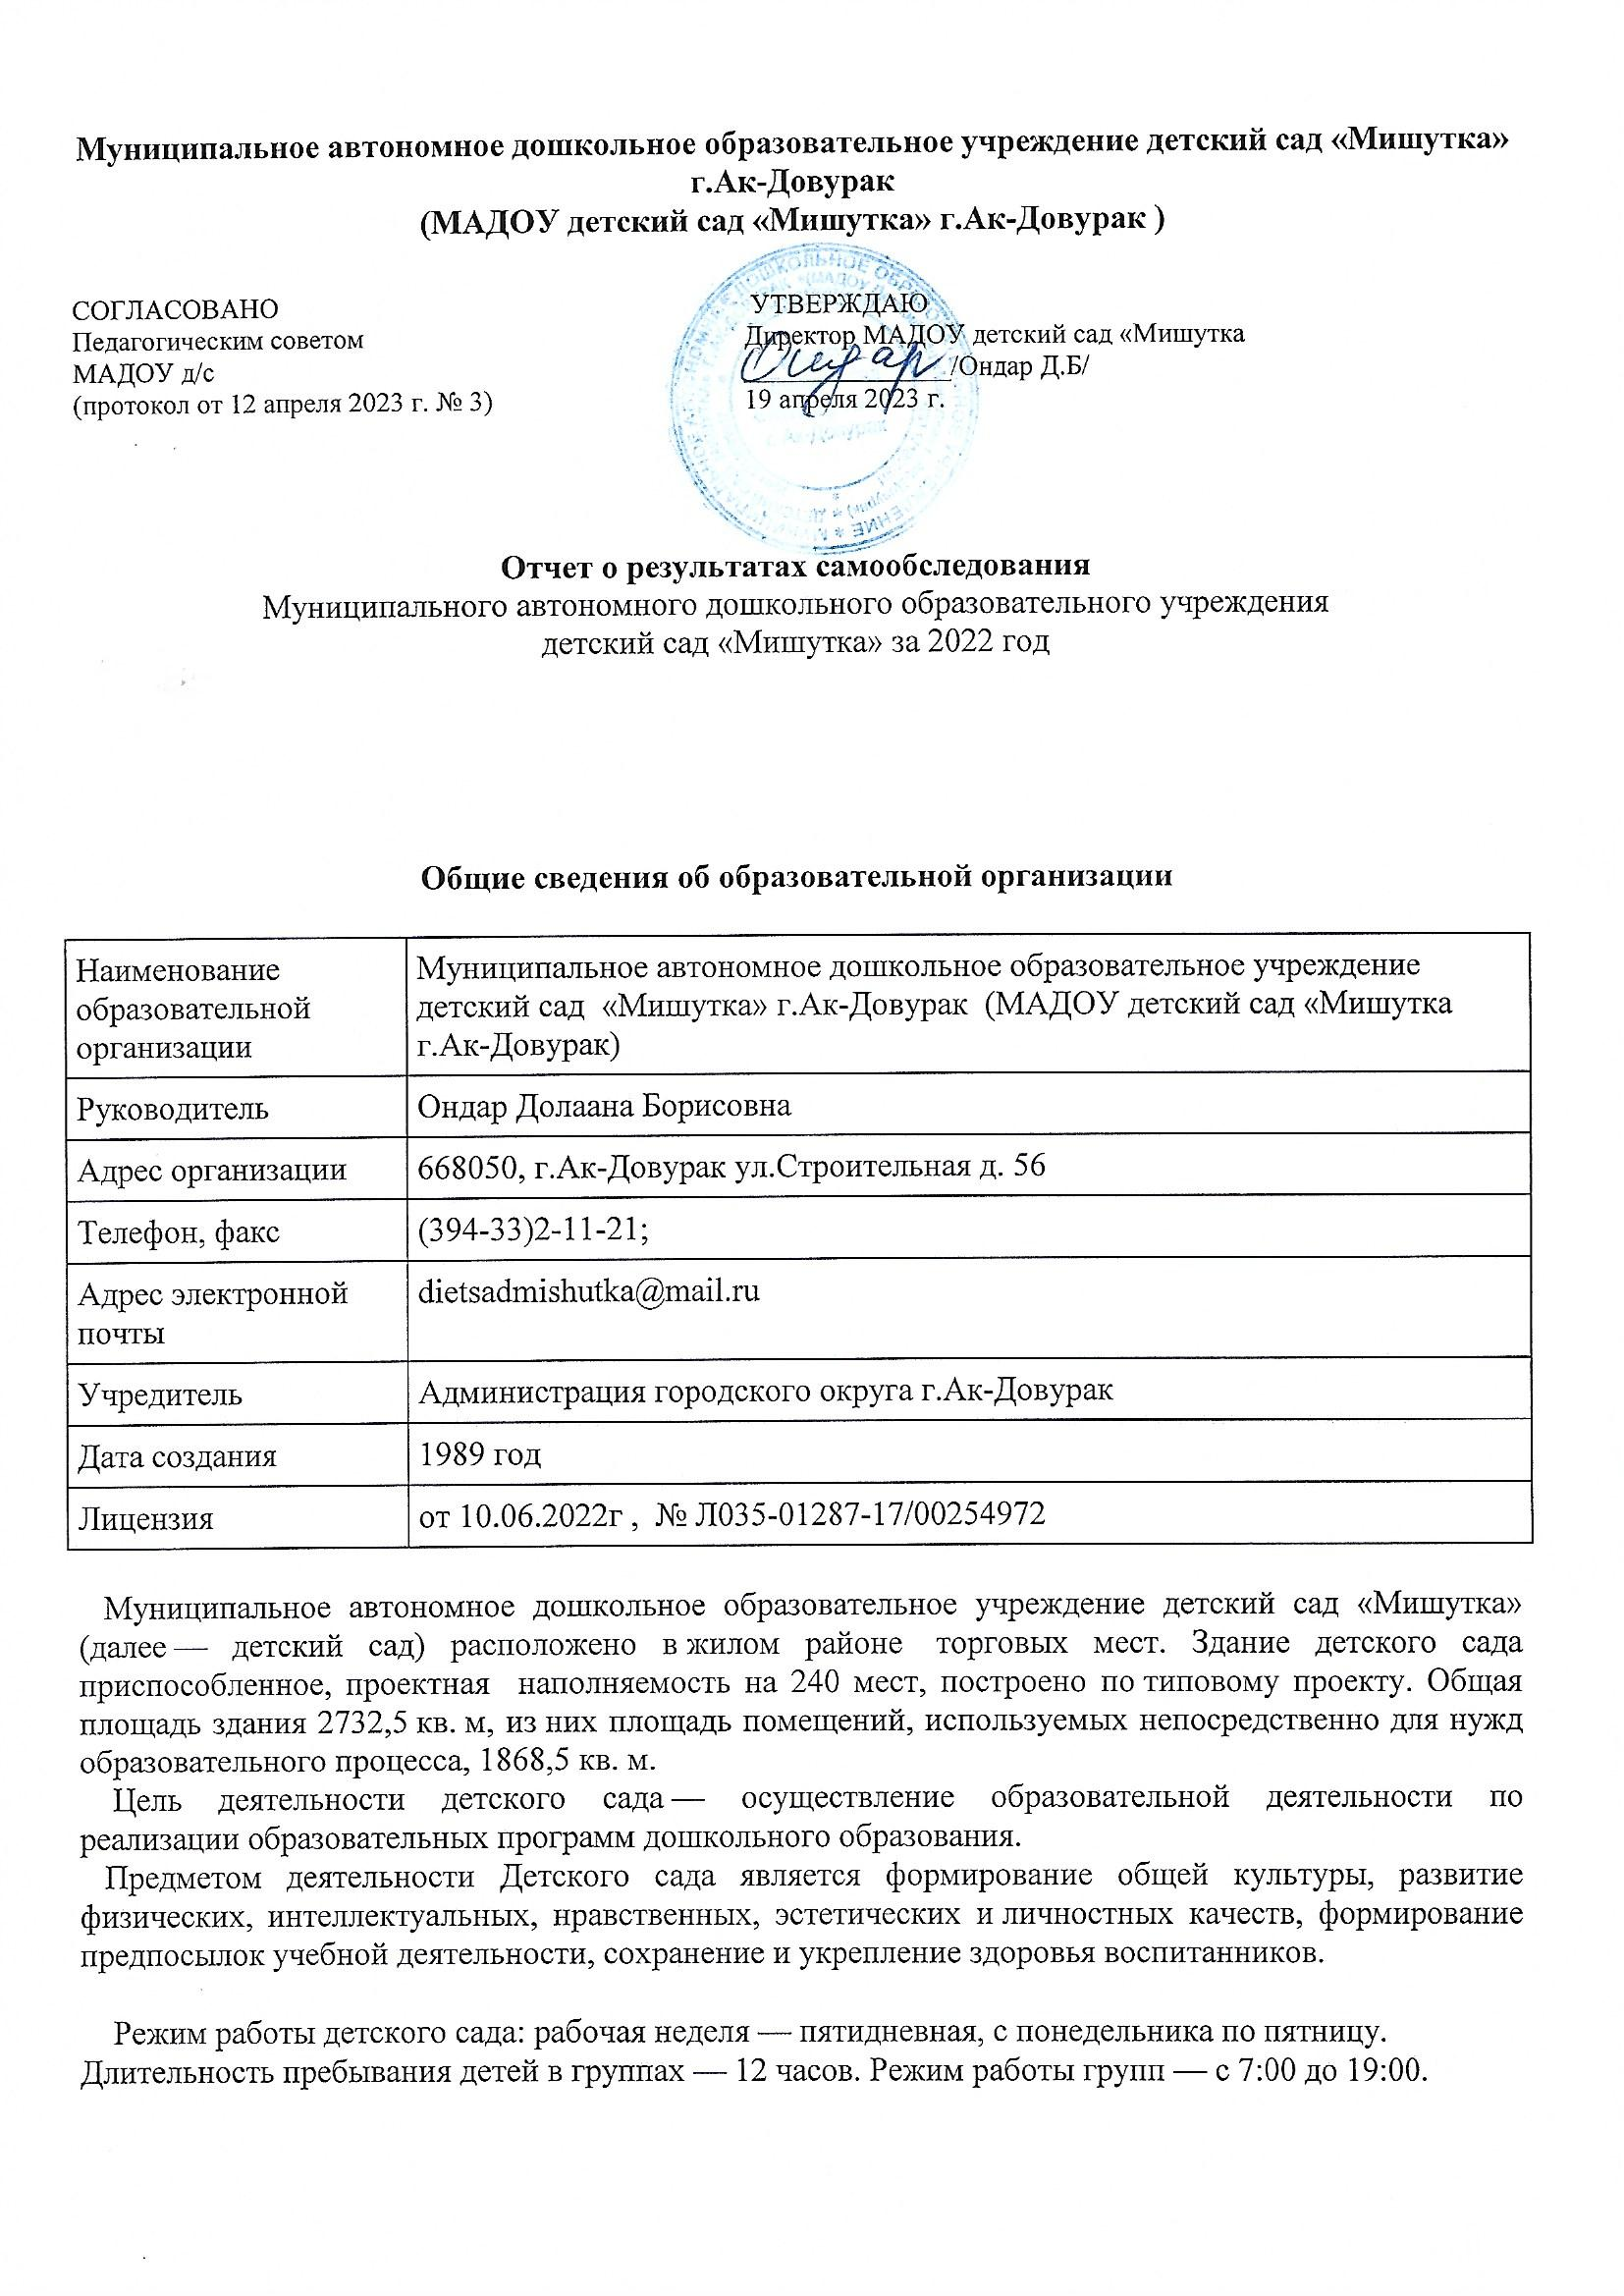 Муниципальное автономное дошкольное образовательное учреждение детский сад «Мишутка»
г.Ак-Довурак
(МАДОУ детский сад «Мишутка» г.Ак-Довурак )
СОГЛАСОВАНО
Педагогическим советом
МАДОУ д/с
(протокол от 12 апреля 2023 г. № 3)
УТВЕРЖДАЮ
Директор МАДОУ детский сад «Мишутка
Ондар /Ондар Д.Б/
19 апреля 2023 г.
Отчет о результатах самообследования
Муниципального автономного дошкольного образовательного учреждения
детский сад «Мишутка» за 2022 год
Общие сведения об образовательной организации
Наименование
образовательной
организации
Муниципальное автономное дошкольное образовательное учреждение
детский сад «Мишутка» г.Ак-Довурак (МАДОУ детский сад «Мишутка
г.Ак-Довурак)
Руководитель
Ондар Долаана Борисовна
Адрес организации
668050, г.Ак-Довурак ул.Строительная д. 56
Телефон, факс
(394-33)2-11-21;
Адрес электронной
почты
dietsadmishutka@mail.ru
Учредитель
Администрация городского округа г.Ак-Довурак
Дата создания
1989 год
Лицензия
от 10.06.2022г , № Л035-01287-17/00254972
Муниципальное автономное дошкольное образовательное учреждение детский сад «Мишутка»
(далее — детский сад) расположено в жилом районе торговых мест. Здание детского сада
приспособленное, проектная наполняемость на 240 мест, построено по типовому проекту. Общая
площадь здания 2732,5 кв. м, из них площадь помещений, используемых непосредственно для нужд
образовательного процесса, 1868,5 кв. м.
Цель деятельности детского сада — осуществление образовательной деятельности по
реализации образовательных программ дошкольного образования.
Предметом деятельности Детского сада является формирование общей культуры, развитие
физических, интеллектуальных, нравственных, эстетических и личностных качеств, формирование
предпосылок учебной деятельности, сохранение и укрепление здоровья воспитанников.
Режим работы детского сада: рабочая неделя — пятидневная, с понедельника по пятницу.
Длительность пребывания детей в группах — 12 часов. Режим работы групп — с 7:00 до 19:00.